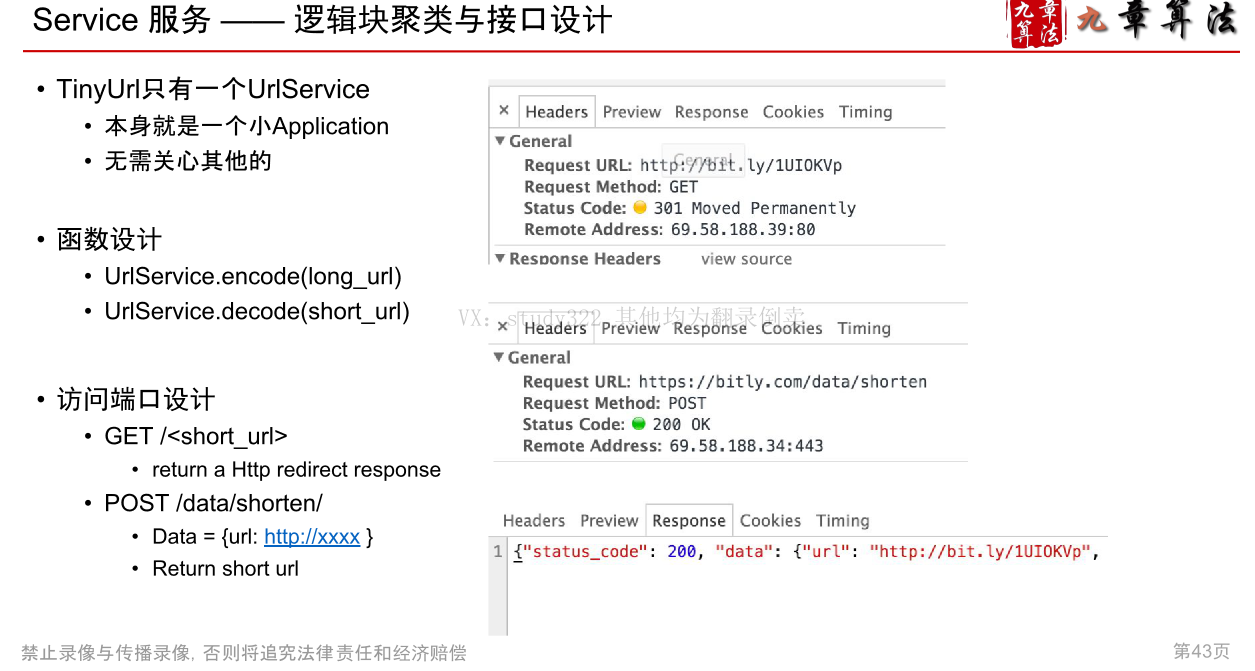 Service 服务 —— 逻辑块聚类与接口设计
九章算法
九章算法
• TinyUrl只有一个UrlService
• 本身就是一个小Application
• 无需关心其他的
• 函数设计
• UrlService.encode(long_url)
• UrlService.decode(short_url)
• 访问端口设计
• GET /<short_url>
• return a Http redirect response
• POST /data/shorten/
• Data = {url: http://xxxx }
• Return short url
× Headers Preview Response Cookies Timing
▼General
General
Request URL: http://bit.ly/1UIOKVp
Request Method: GET
Status Code: 301 Moved Permanently
Remote Address: 69.58.188.39:80
▼Response Headers view source
VX: study322 其他均为翻录倒卖
× Headers Preview Response Cookies Timing
▼General
Request URL: https://bitly.com/data/shorten
Request Method: POST
Status Code: 200 OK
Remote Address: 69.58.188.34:443
Headers Preview Response Cookies Timing
1 {"status_code": 200, "data": {"url": "http://bit.ly/1UIOKVp",
禁止录像与传播录像, 否则将追究法律责任和经济赔偿
第43页